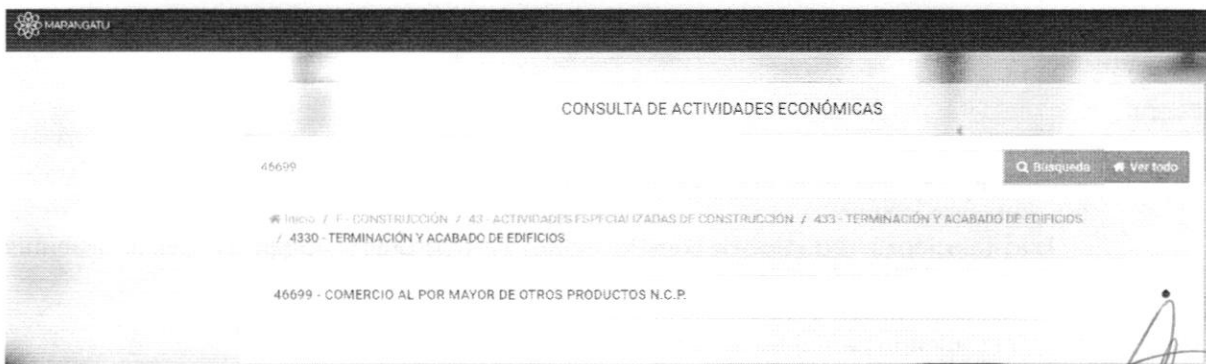 MARANGATU
CONSULTA DE ACTIVIDADES ECONÓMICAS
46699
Búsqueda Ver todo
Inicio / F - CONSTRUCCIÓN / 43 - ACTIVIDADES ESPECIALIZADAS DE CONSTRUCCIÓN / 433 - TERMINACIÓN Y ACABADO DE EDIFICIOS
/ 4330 - TERMINACIÓN Y ACABADO DE EDIFICIOS
46699 - COMERCIO AL POR MAYOR DE OTROS PRODUCTOS N.C.P.